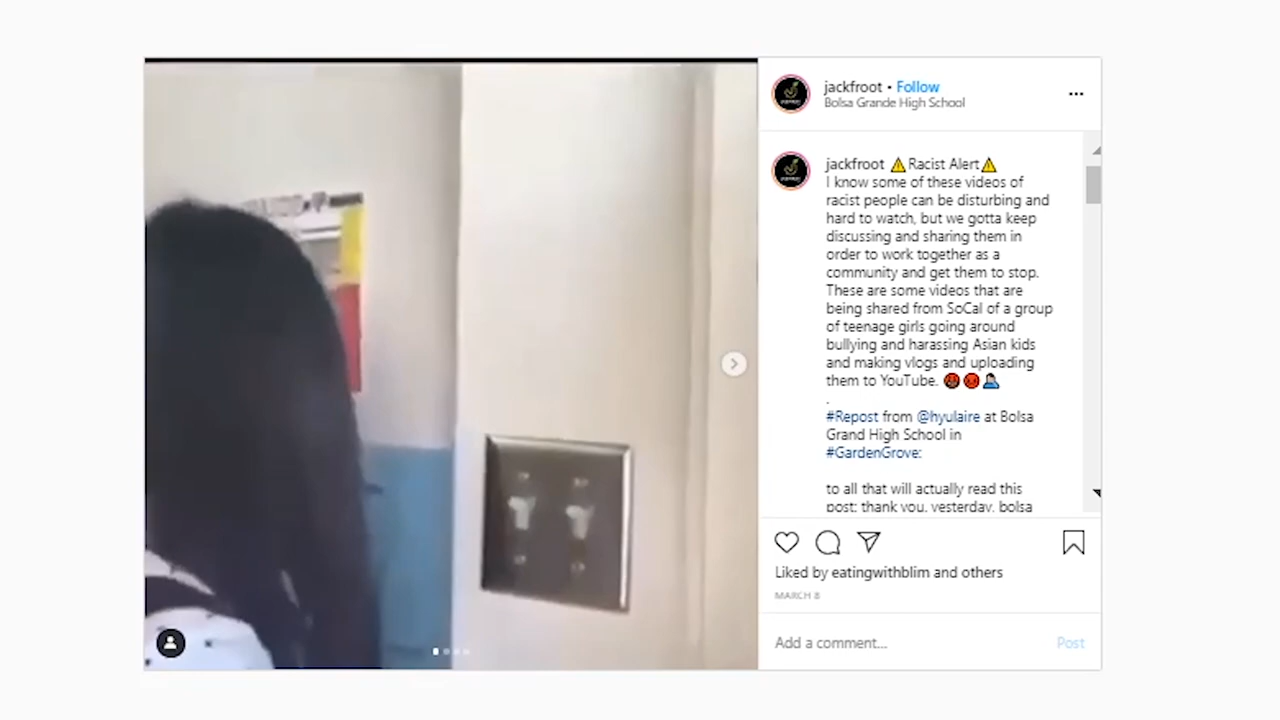 jackfroot • Follow
Bolsa Grande High School
jackfroot ⚠Racist Alert⚠
I know some of these videos of
racist people can be disturbing and
hard to watch, but we gotta keep
discussing and sharing them in
order to work together as a
community and get them to stop.
These are some videos that are
being shared from SoCal of a group
of teenage girls going around
bullying and harassing Asian kids
and making vlogs and uploading
them to YouTube.
.
#Repost from @hyulaire at Bolsa
Grand High School in
#GardenGrove:
to all that will actually read this
post: thank you. yesterday, bolsa
Liked by eatingwithblim and others
MARCH 8
Add a comment...
Post